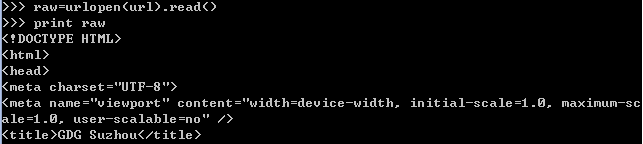 >>> raw=urlopen(url).read()
>>> print raw
<!DOCTYPE HTML>
<html>
<head>
<meta charset="UTF-8">
<meta name="viewport" content="width=device-width, initial-scale=1.0, maximum-sc
ale=1.0, user-scalable=no" />
<title>GDG Suzhou</title>